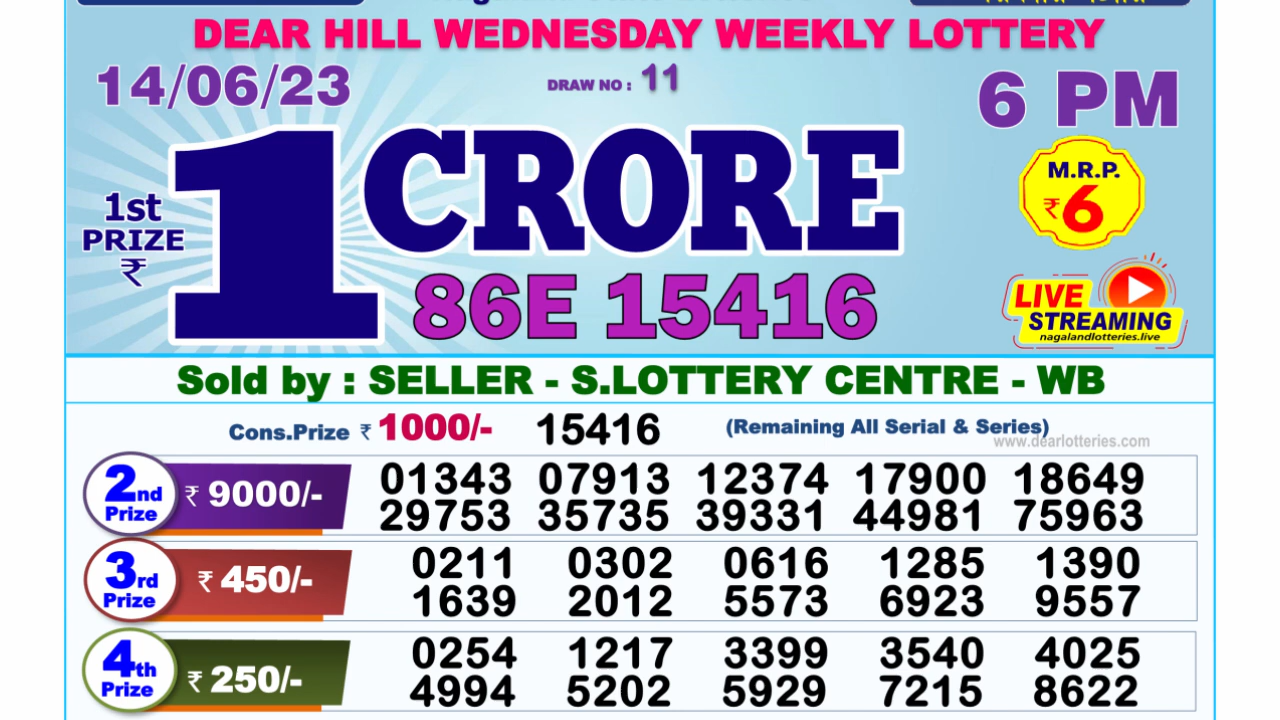 DEAR HILL WEDNESDAY WEEKLY LOTTERY
14/06/23
DRAW NO : 11
6 PM
1st PRIZE ₹ 1 CRORE
M.R.P. ₹6
86E 15416
LIVE STREAMING
nagalandlotteries.live
Sold by : SELLER - S.LOTTERY CENTRE - WB
Cons.Prize ₹ 1000/- 15416 (Remaining All Serial & Series)
www.dearlotteries.com
2nd Prize ₹ 9000/-
01343 07913 12374 17900 18649
29753 35735 39331 44981 75963
3rd Prize ₹ 450/-
0211 0302 0616 1285 1390
1639 2012 5573 6923 9557
4th Prize ₹ 250/-
0254 1217 3399 3540 4025
4994 5202 5929 7215 8622